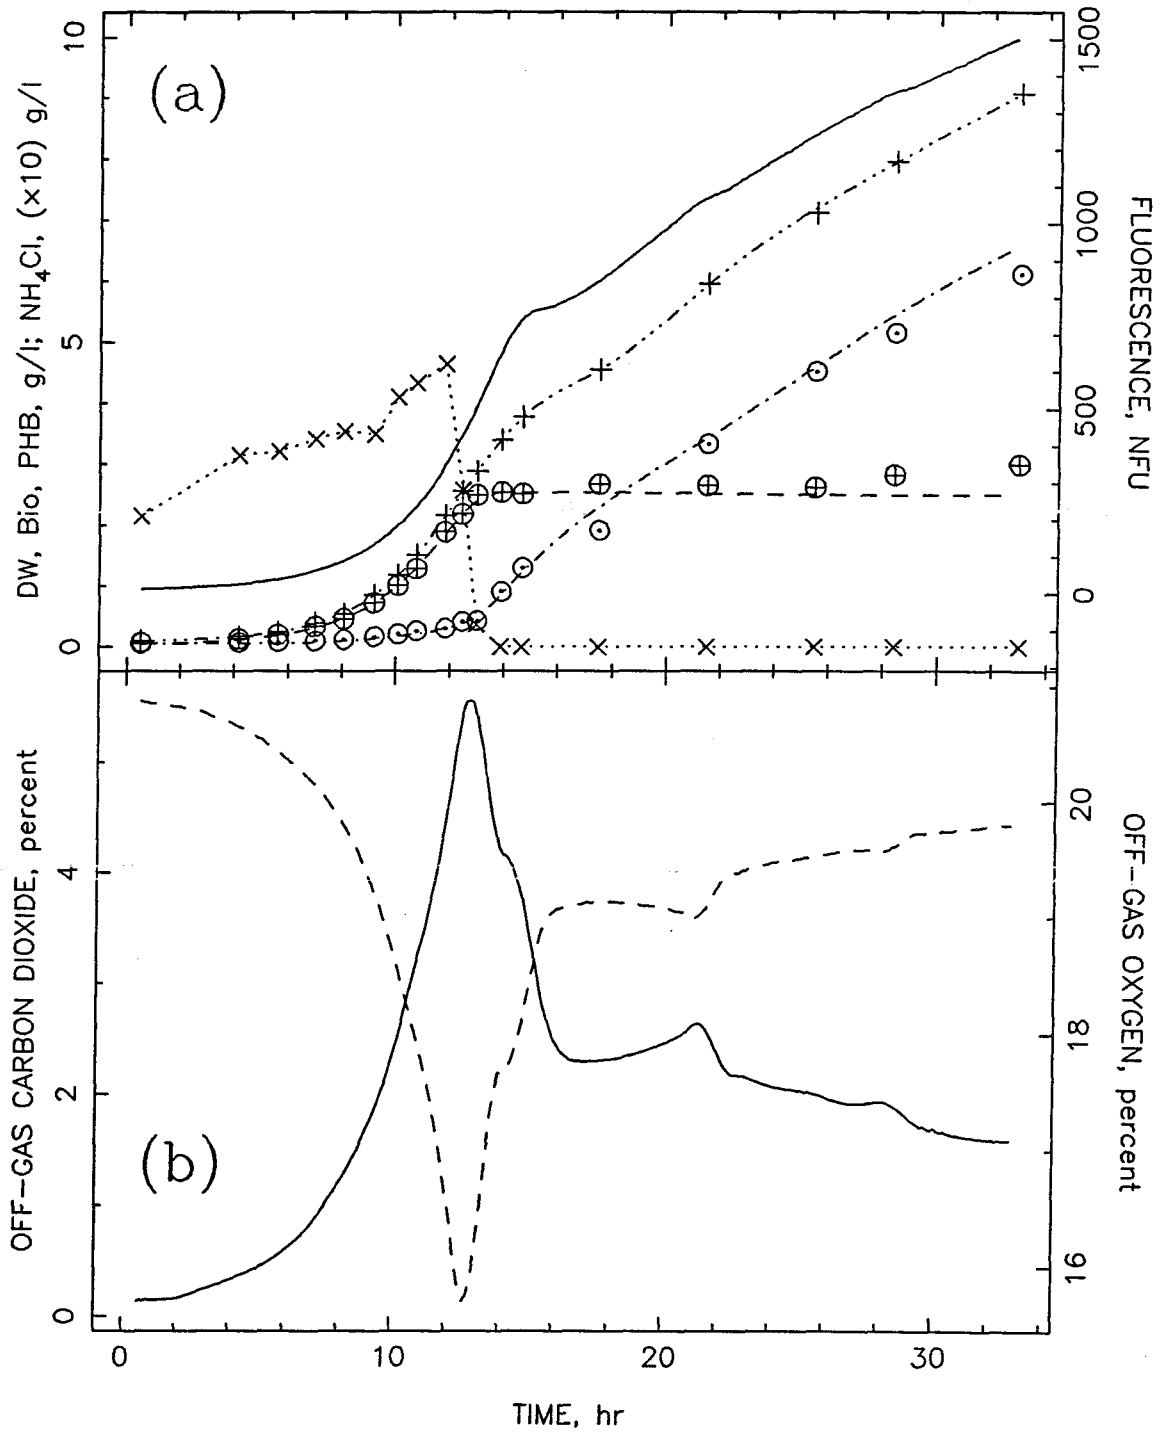 (a)
DW, Bio, PHB, g/l; NH4Cl, (×10) g/l
10
5
0
FLUORESCENCE, NFU
1500
1000
500
0
(b)
OFF-GAS CARBON DIOXIDE, percent
4
2
0
OFF-GAS OXYGEN, percent
20
18
16
0 10 20 30
TIME, hr